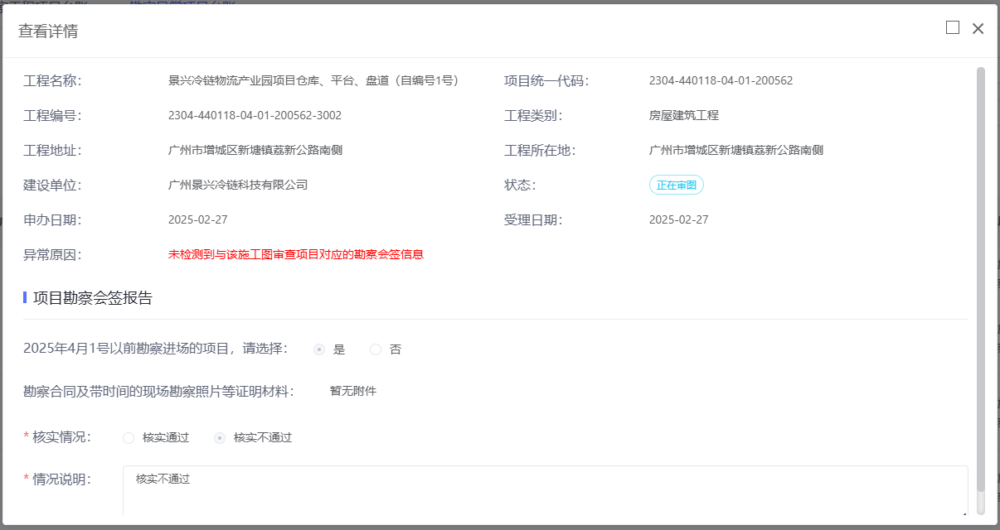 查看详情
工程名称： 景兴冷链物流产业园项目仓库、平台、盘道（自编号1号） 项目统一代码： 2304-440118-04-01-200562
工程编号： 2304-440118-04-01-200562-3002 工程类别： 房屋建筑工程
工程地址： 广州市增城区新塘镇荔新公路南侧 工程所在地： 广州市增城区新塘镇荔新公路南侧
建设单位： 广州景兴冷链科技有限公司 状态： 正在审图
申办日期： 2025-02-27 受理日期： 2025-02-27
异常原因： 未检测到与该施工图审查项目对应的勘察会签信息
项目勘察会签报告
2025年4月1号以前勘察进场的项目，请选择： 是 否
勘察合同及带时间的现场勘察照片等证明材料： 暂无附件
* 核实情况： 核实通过 核实不通过
* 情况说明： 核实不通过